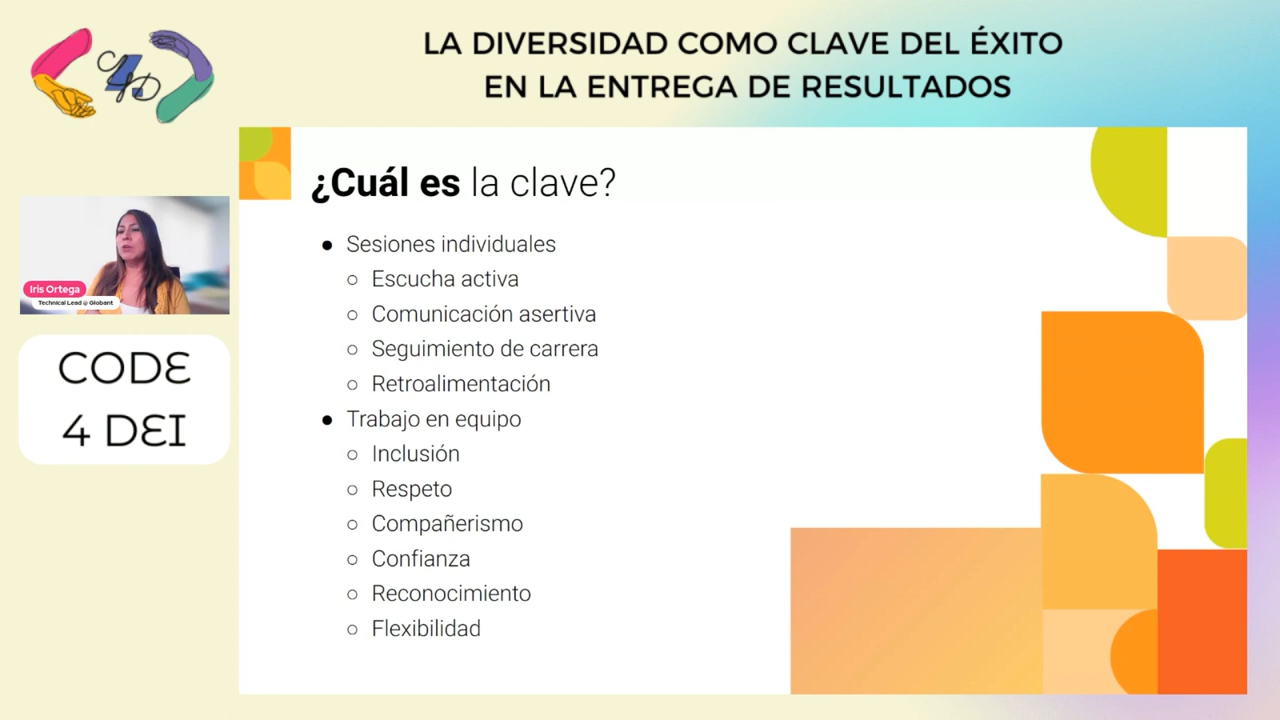 LA DIVERSIDAD COMO CLAVE DEL ÉXITO
EN LA ENTREGA DE RESULTADOS
¿Cuál es la clave?
● Sesiones individuales
○ Escucha activa
○ Comunicación asertiva
○ Seguimiento de carrera
○ Retroalimentación
● Trabajo en equipo
○ Inclusión
○ Respeto
○ Compañerismo
○ Confianza
○ Reconocimiento
○ Flexibilidad
Iris Ortega
Technical Lead @ Globant
CODE
4 DEI